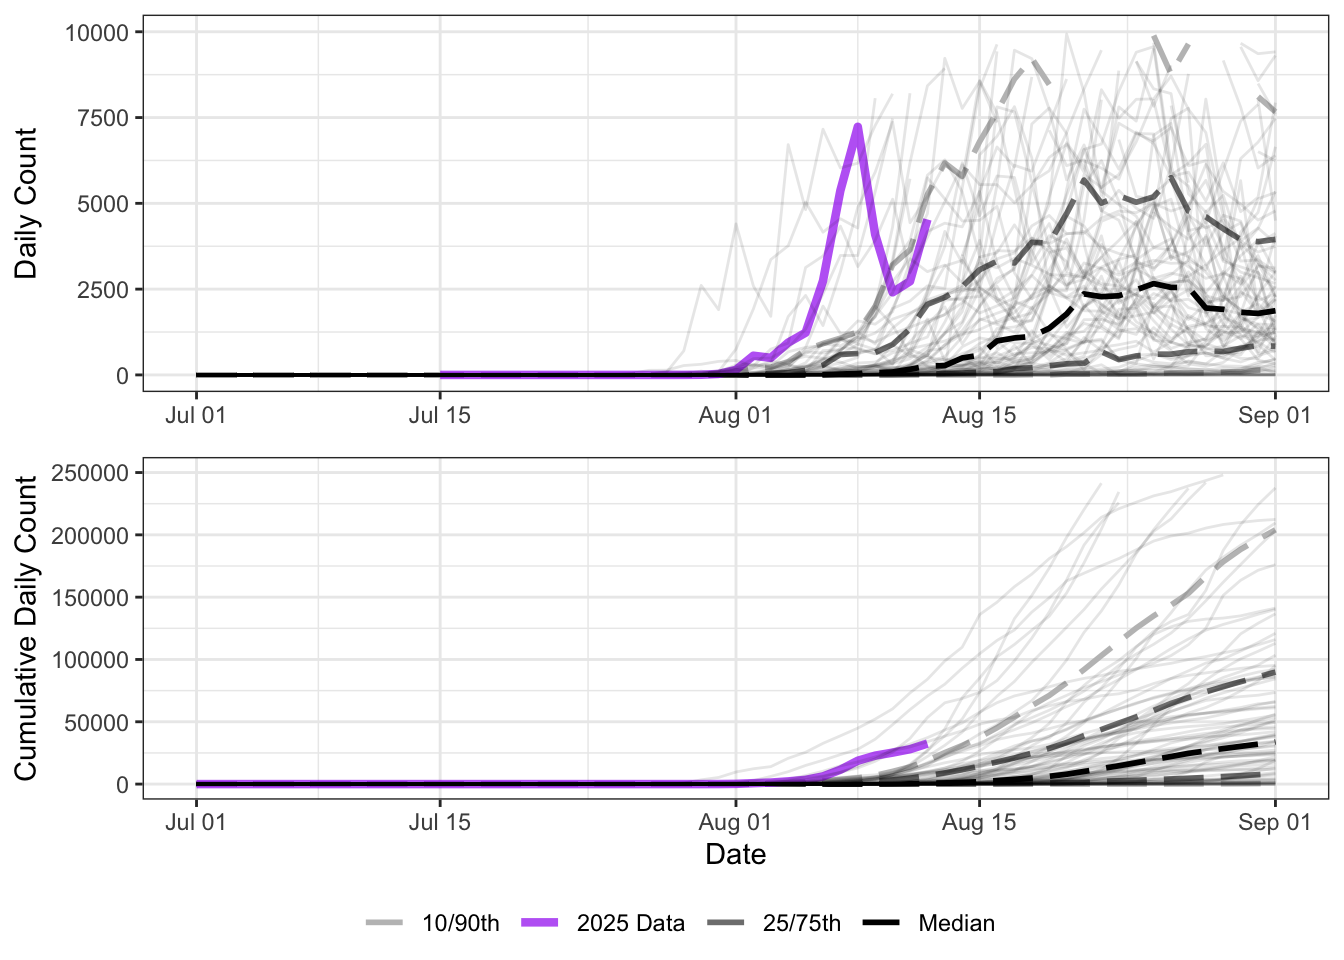 Daily Count
10000
7500
5000
2500
0
Jul 01 Jul 15 Aug 01 Aug 15 Sep 01
Cumulative Daily Count
250000
200000
150000
100000
50000
0
Jul 01 Jul 15 Aug 01 Aug 15 Sep 01
Date
10/90th 2025 Data 25/75th Median